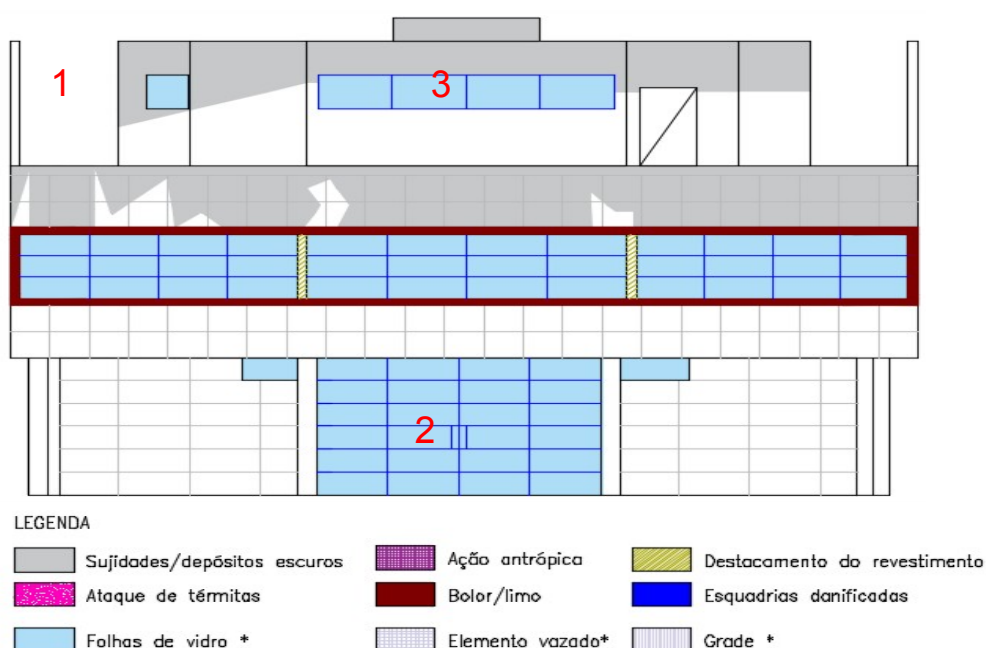 1
3
2
LEGENDA
Sujidades/depósitos escuros
Ação antrópica
Destacamento do revestimento
Ataque de térmitas
Bolor/limo
Esquadrias danificadas
Folhas de vidro *
Elemento vazado*
Grade *